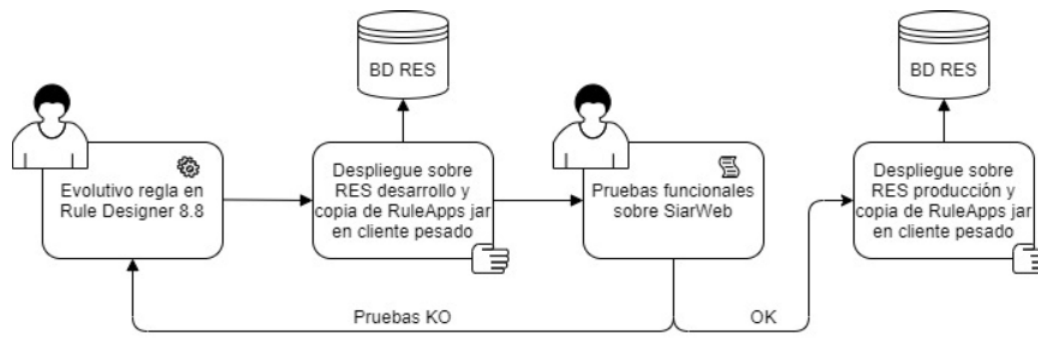 BD RES
BD RES
Evolutivo regla en
Rule Designer 8.8
Despliegue sobre
RES desarrollo y
copia de RuleApps jar
en cliente pesado
Pruebas funcionales
sobre SiarWeb
Despliegue sobre
RES producción y
copia de RuleApps jar
en cliente pesado
Pruebas KO
OK